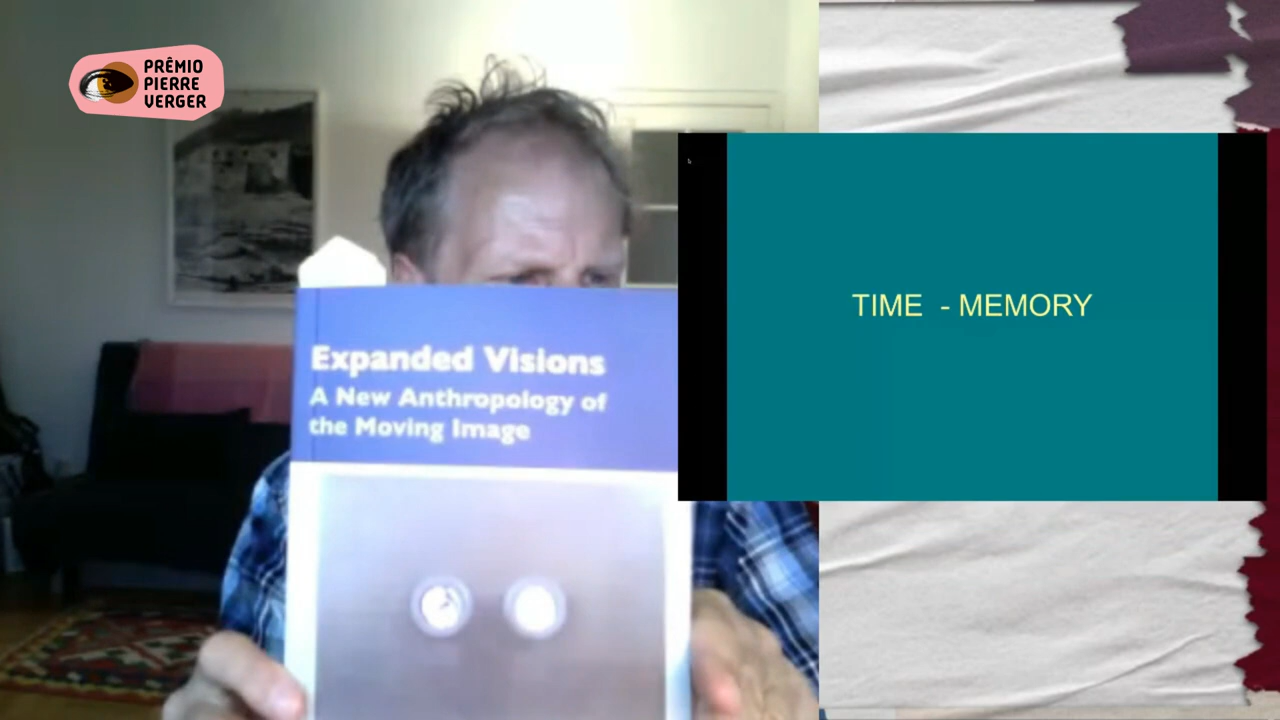 PRÊMIO
PIERRE
VERGER
Expanded Visions
A New Anthropology of
the Moving Image
TIME - MEMORY